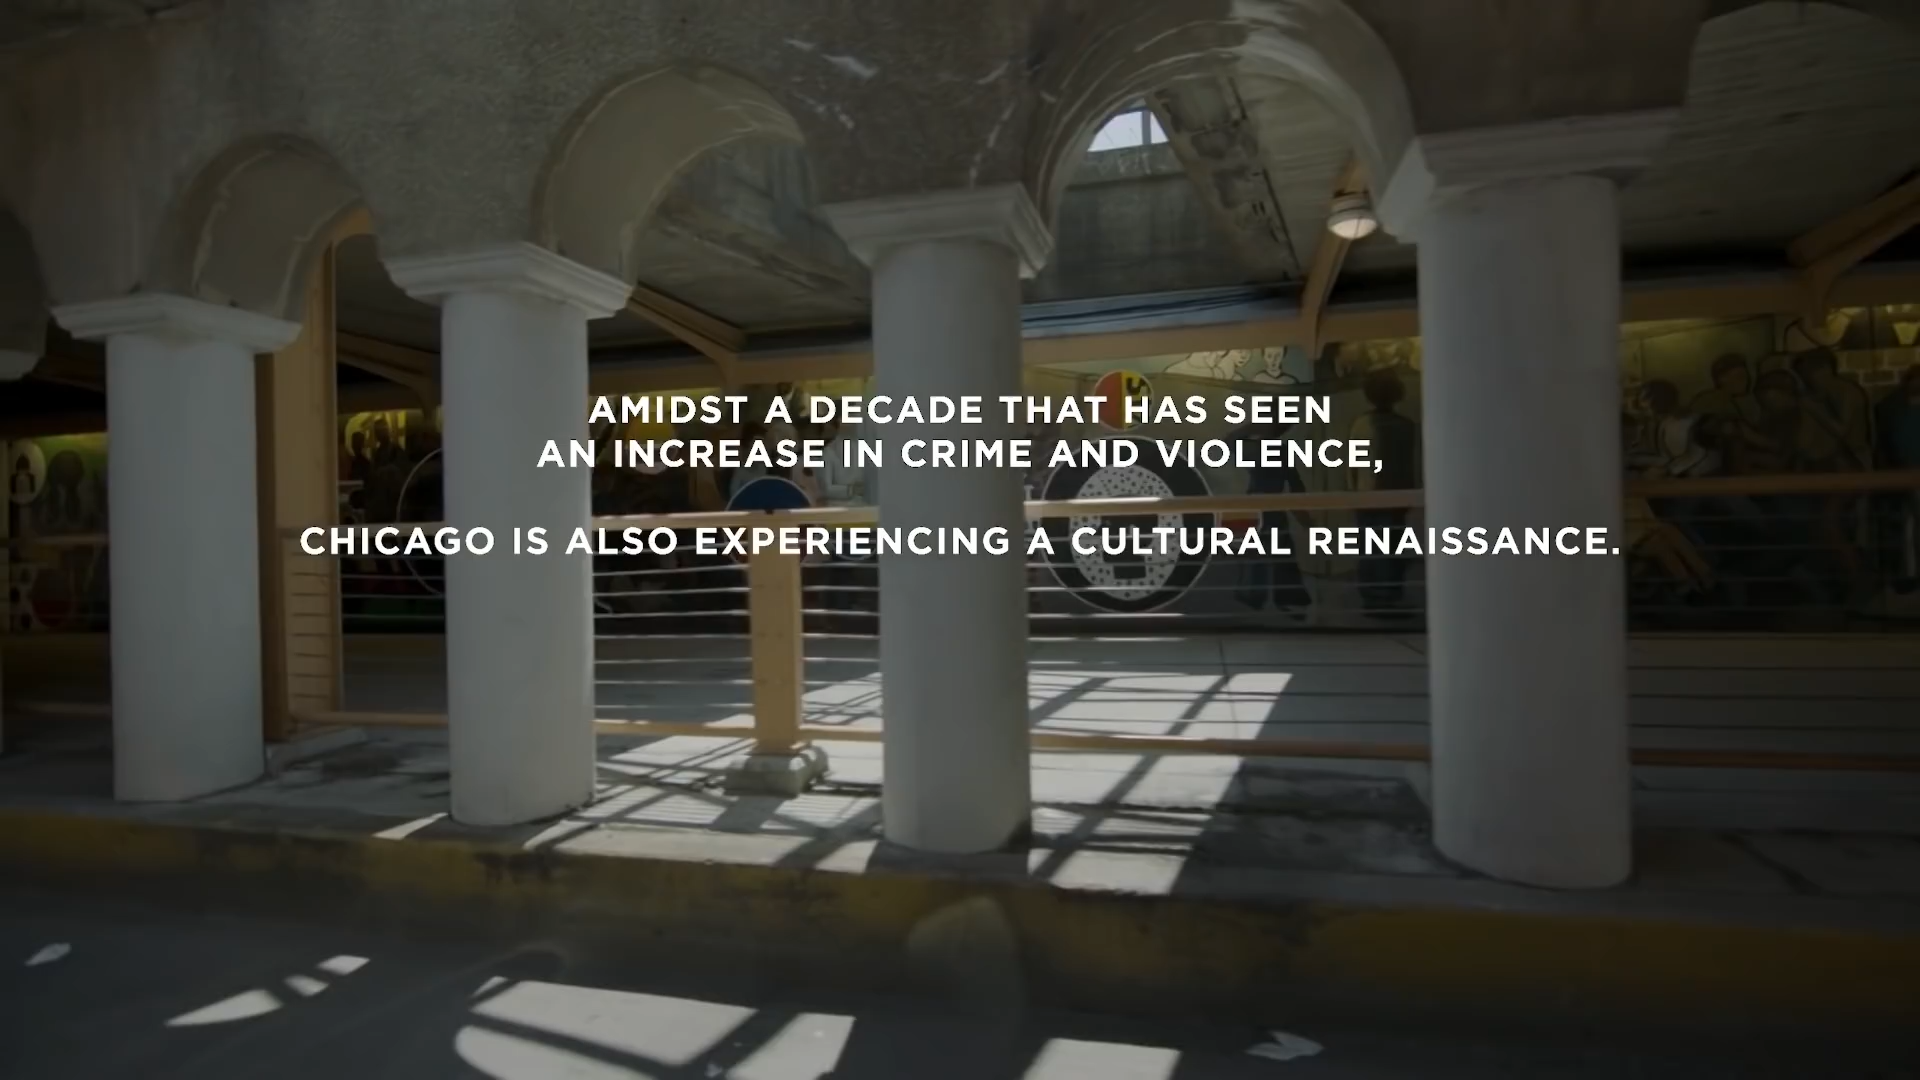 AMIDST A DECADE THAT HAS SEEN
AN INCREASE IN CRIME AND VIOLENCE,
CHICAGO IS ALSO EXPERIENCING A CULTURAL RENAISSANCE.